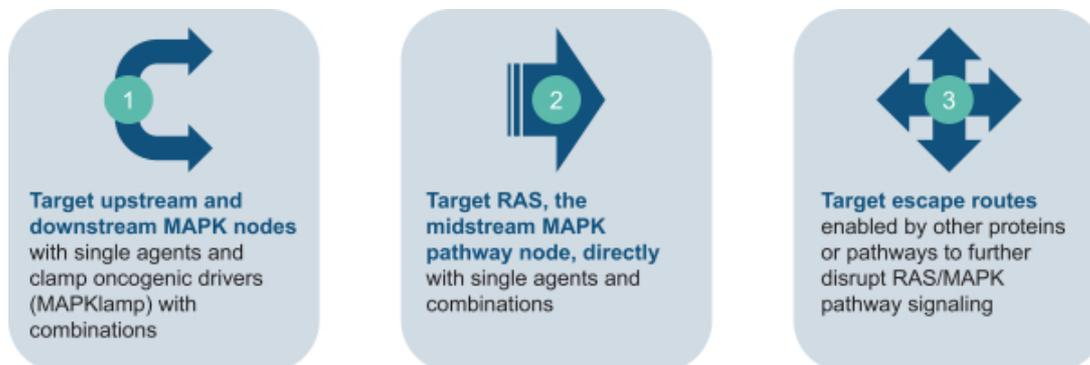 1
Target upstream and
downstream MAPK nodes
with single agents and
clamp oncogenic drivers
(MAPKlamp) with
combinations
2
Target RAS, the
midstream MAPK
pathway node, directly
with single agents and
combinations
3
Target escape routes
enabled by other proteins
or pathways to further
disrupt RAS/MAPK
pathway signaling